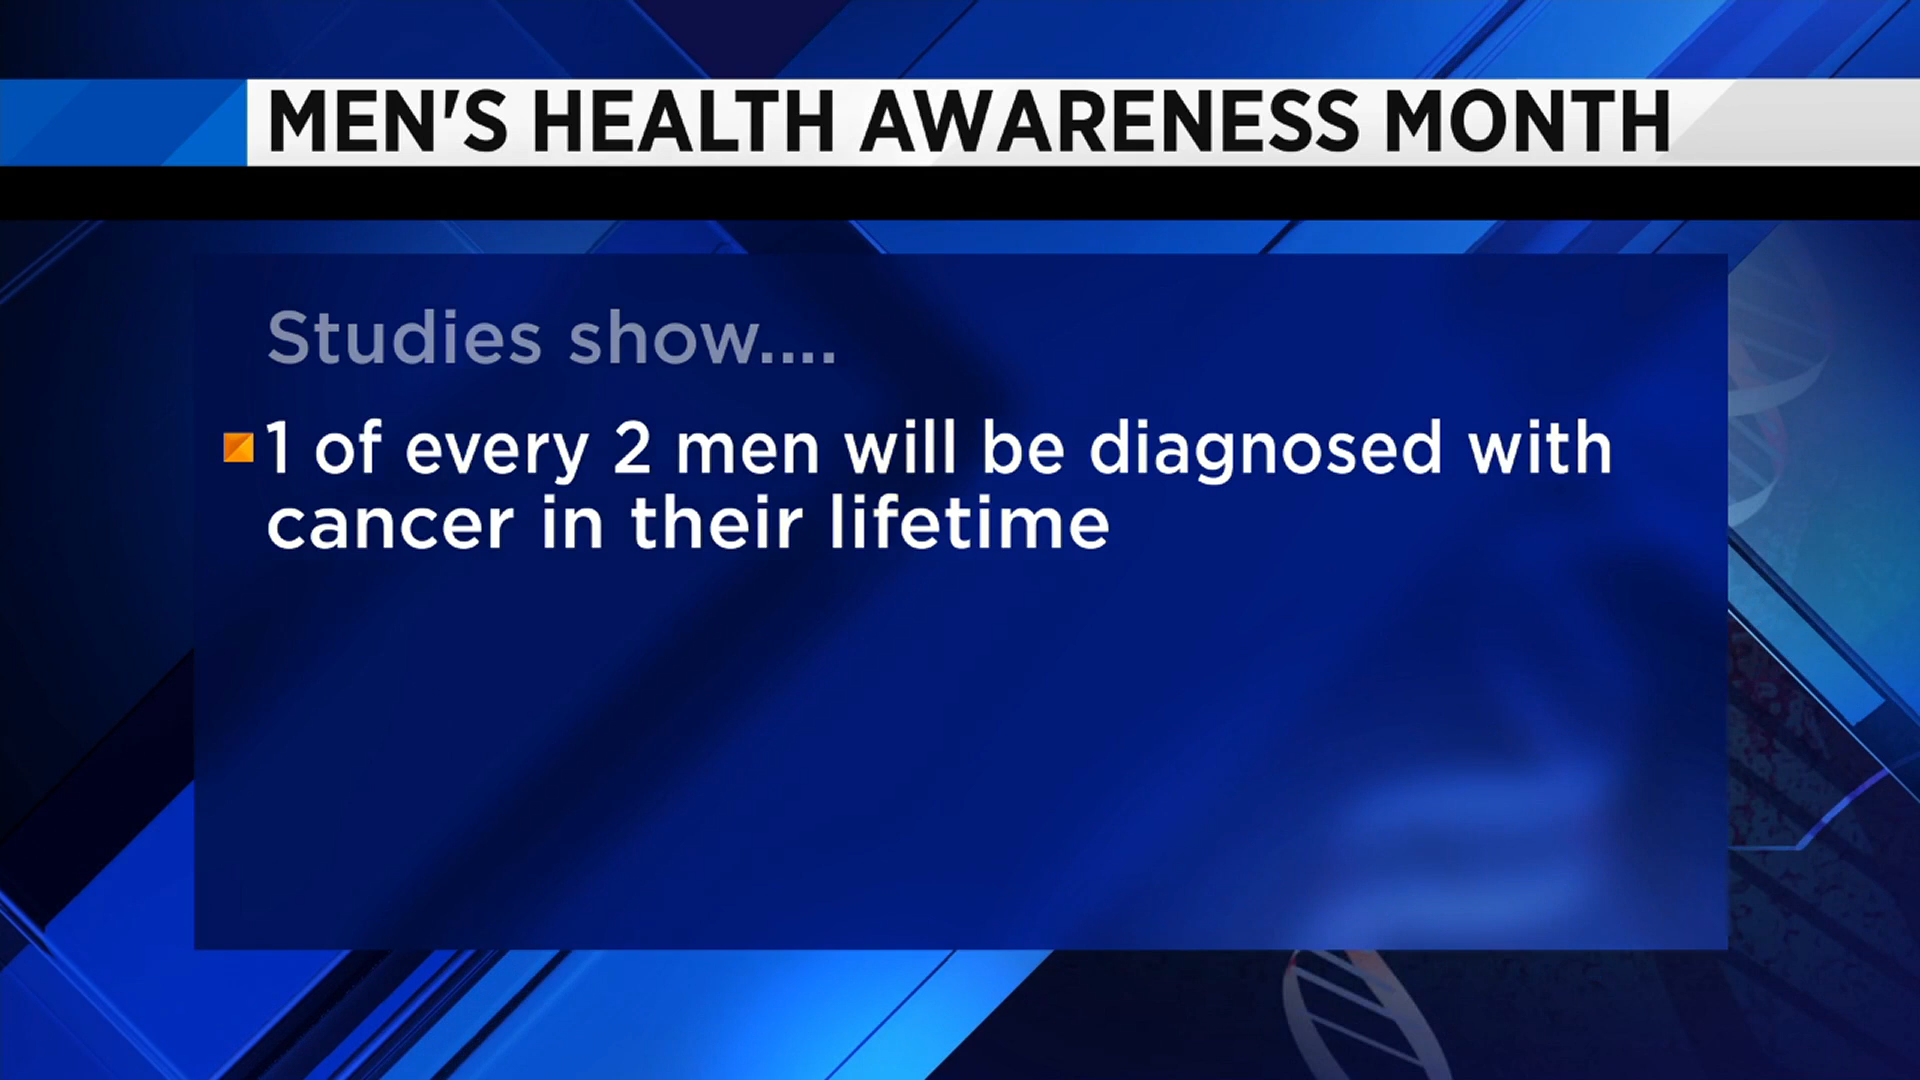 MEN'S HEALTH AWARENESS MONTH
Studies show....
1 of every 2 men will be diagnosed with
cancer in their lifetime